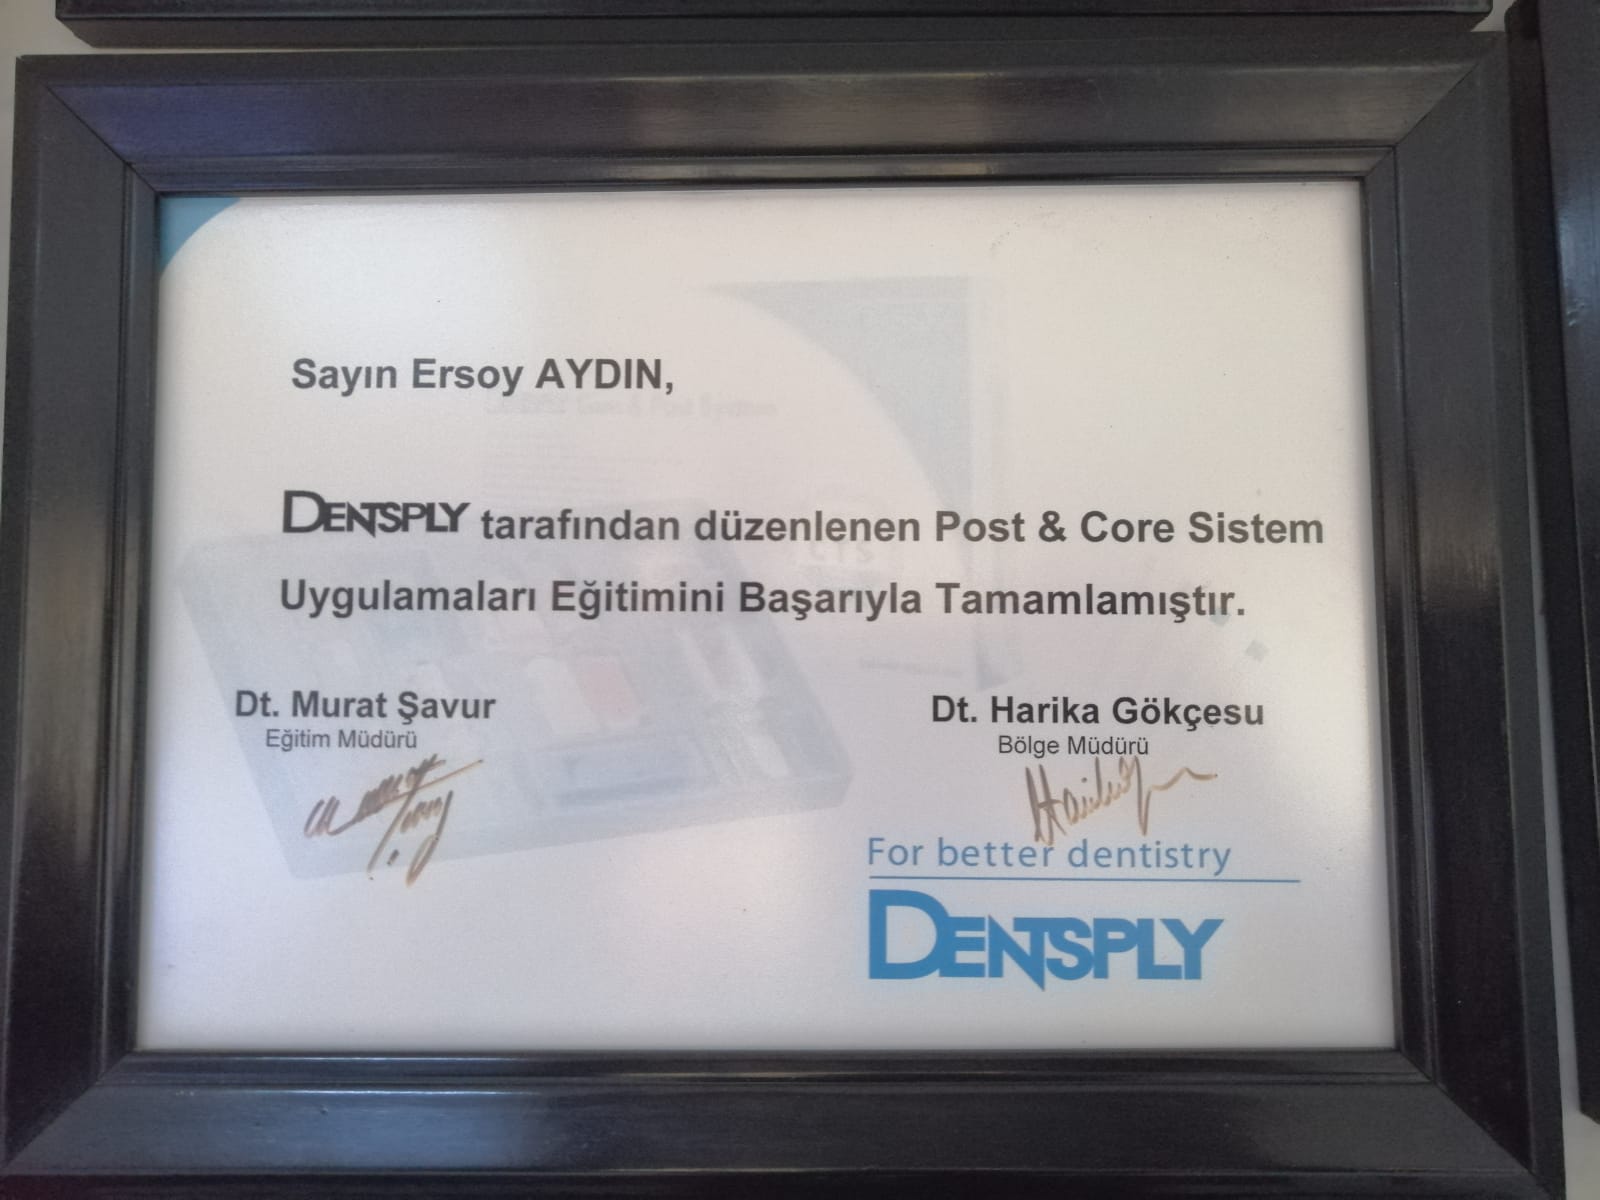 Sayın Ersoy AYDIN,
DENTSPLY tarafından düzenlenen Post & Core Sistem
Uygulamaları Eğitimini Başarıyla Tamamlamıştır.
Dt. Murat Şavur
Eğitim Müdürü
Dt. Harika Gökçesu
Bölge Müdürü
For better dentistry
DENTSPLY